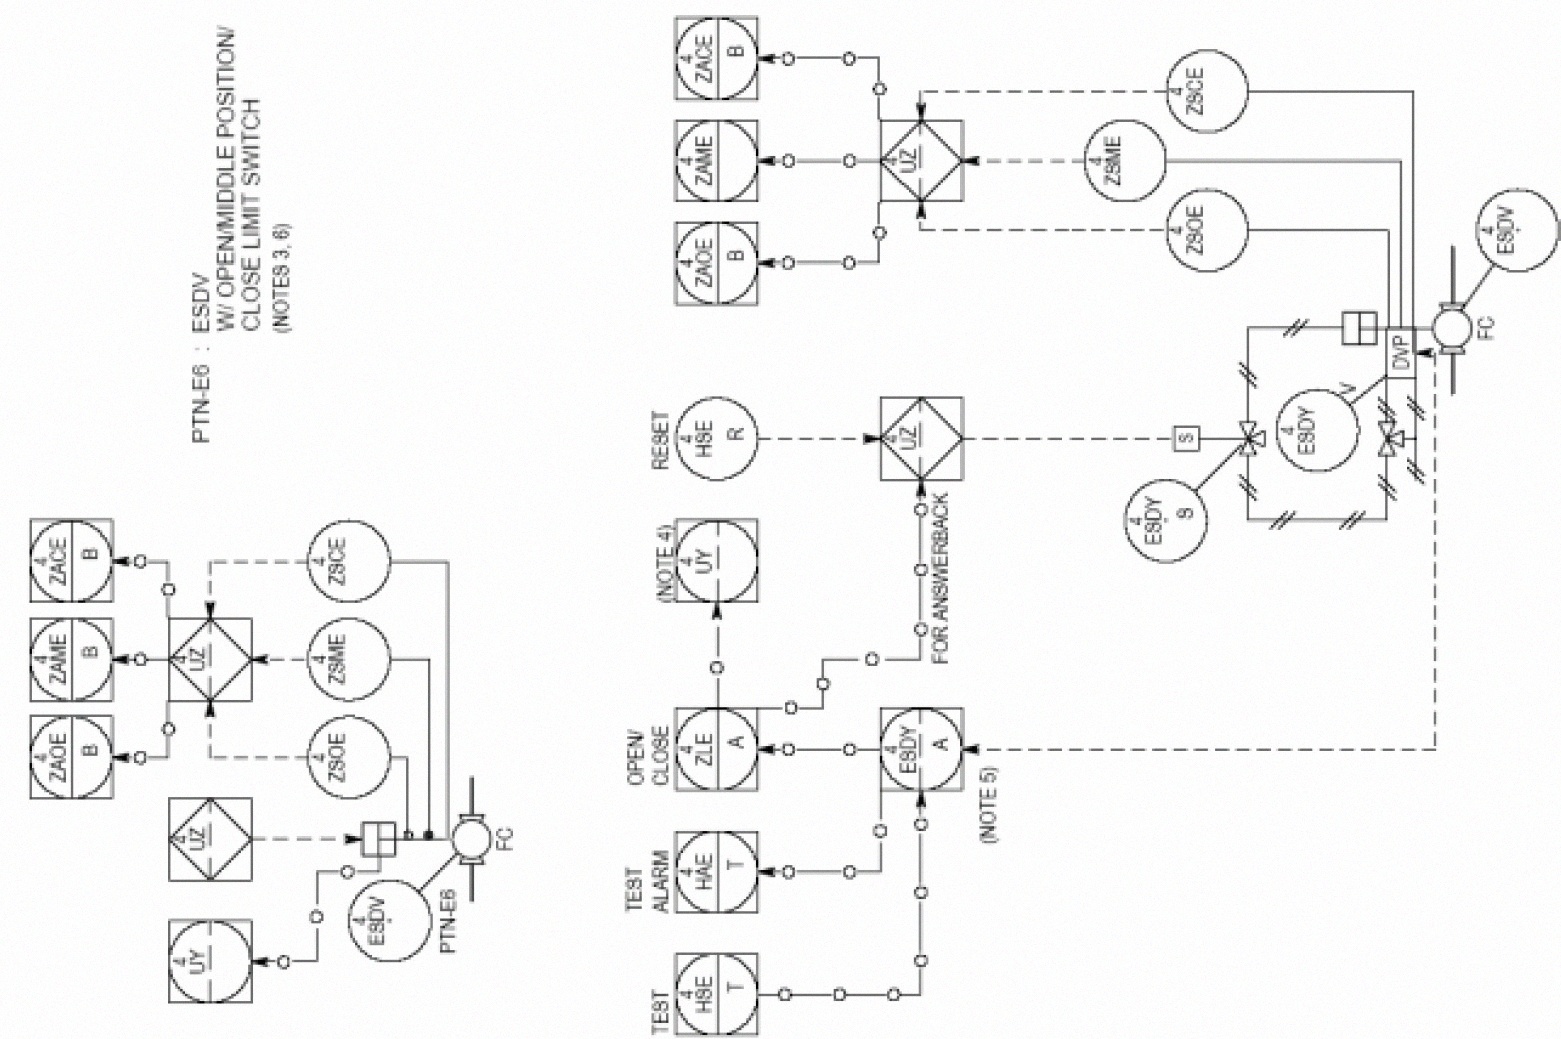 PTN-E6 : ESDV
W/ OPEN/MIDDLE POSITION/
CLOSE LIMIT SWITCH
(NOTES 3, 6)
4
UY
4
UZ
4
ZAOE
B
4
ZAME
B
4
ZACE
B
4
UZ
4
ZSOE
4
ZSME
4
ZSCE
4
ESDV
PTN-E6
FC
TEST
4
HSE
T
TEST
ALARM
4
HAE
T
OPEN/
CLOSE
4
ZLE
A
(NOTE 4)
4
UY
RESET
4
HSE
R
4
ZAOE
B
4
ZAME
4
ZACE
B
4
ESDY
A
(NOTE 5)
FOR ANSWERBACK
4
UZ
4
UZ
4
ZSOE
4
ZSME
4
ZSCE
S
4
ESDY
S
4
ESDY
V
DVP
FC
4
ESDV